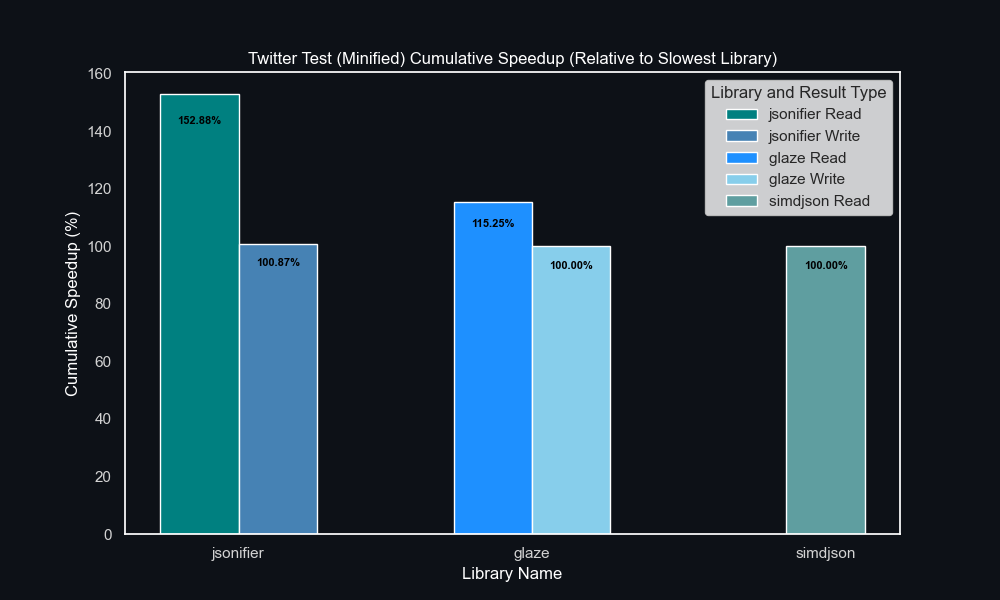 Twitter Test (Minified) Cumulative Speedup (Relative to Slowest Library)
Cumulative Speedup (%)
160
140
120
100
80
60
40
20
0
152.88%
100.87%
115.25%
100.00%
100.00%
Library and Result Type
jsonifier Read
jsonifier Write
glaze Read
glaze Write
simdjson Read
jsonifier
glaze
simdjson
Library Name